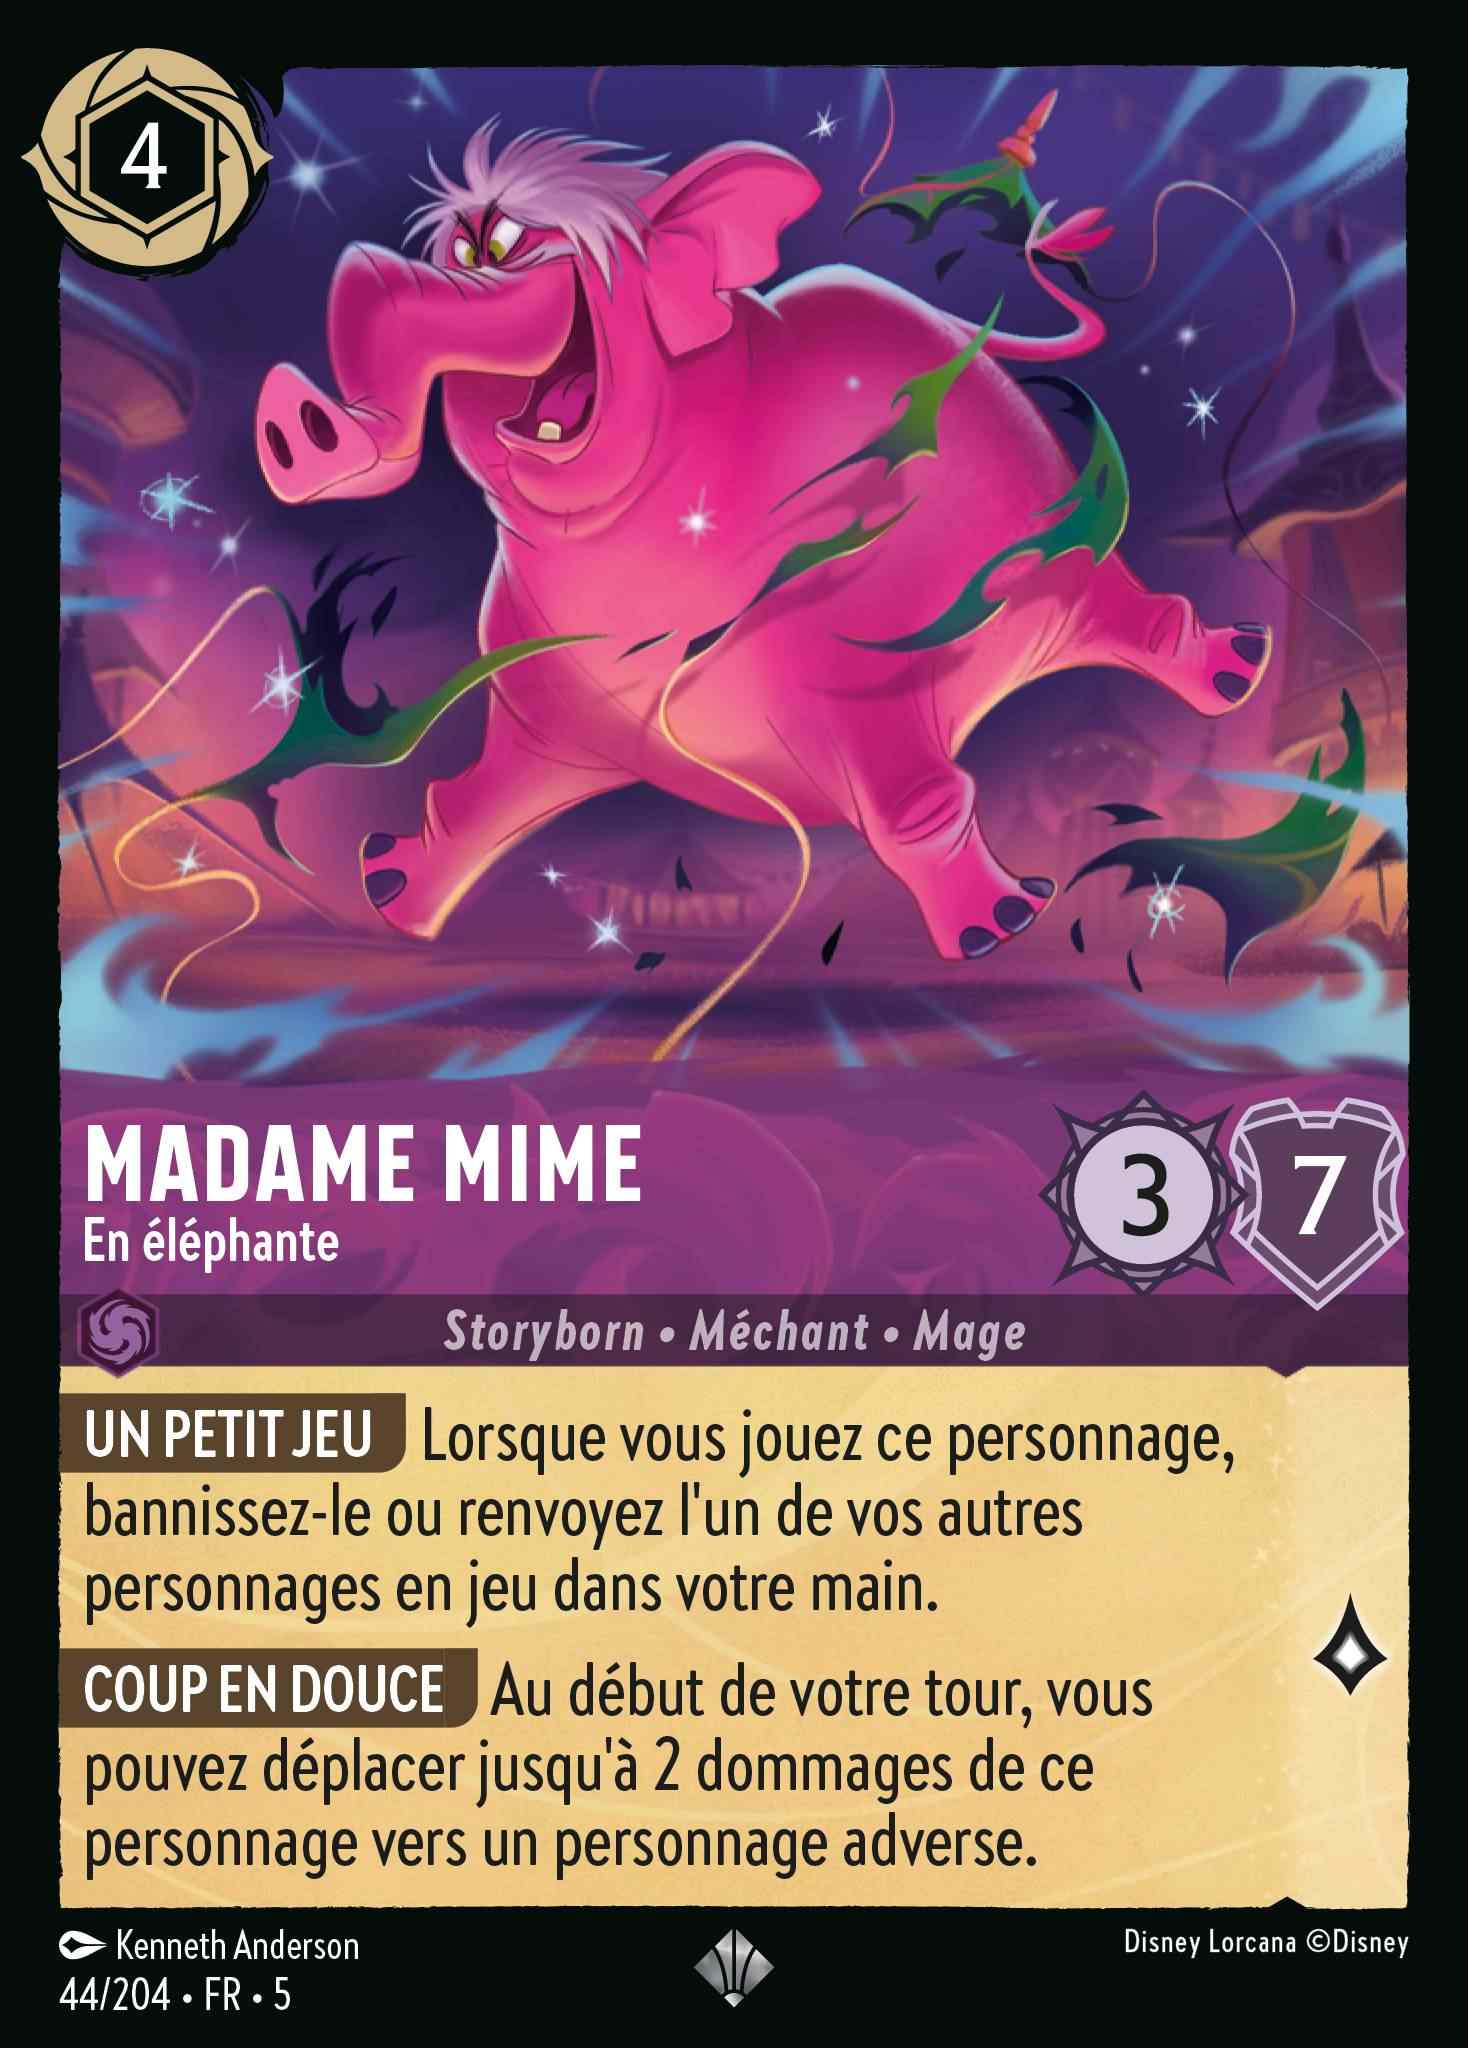 4
MADAME MIME
En éléphante
3
7
Storyborn • Méchant • Mage
UN PETIT JEU Lorsque vous jouez ce personnage,
bannissez-le ou renvoyez l'un de vos autres
personnages en jeu dans votre main.
COUP EN DOUCE Au début de votre tour, vous
pouvez déplacer jusqu'à 2 dommages de ce
personnage vers un personnage adverse.
Kenneth Anderson
Disney Lorcana ©Disney
44/204 • FR • 5